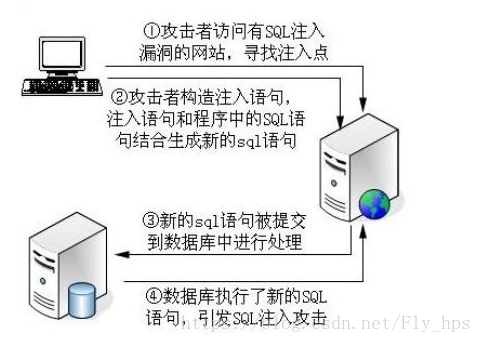 ①攻击者访问有SQL注入
漏洞的网站，寻找注入点
②攻击者构造注入语句，
注入语句和程序中的SQL语
句结合生成新的sql语句
③新的sql语句被提交
到数据库中进行处理
④数据库执行了新的SQL
语句，引发SQL注入攻击
https://blog.csdn.net/Fly_hps